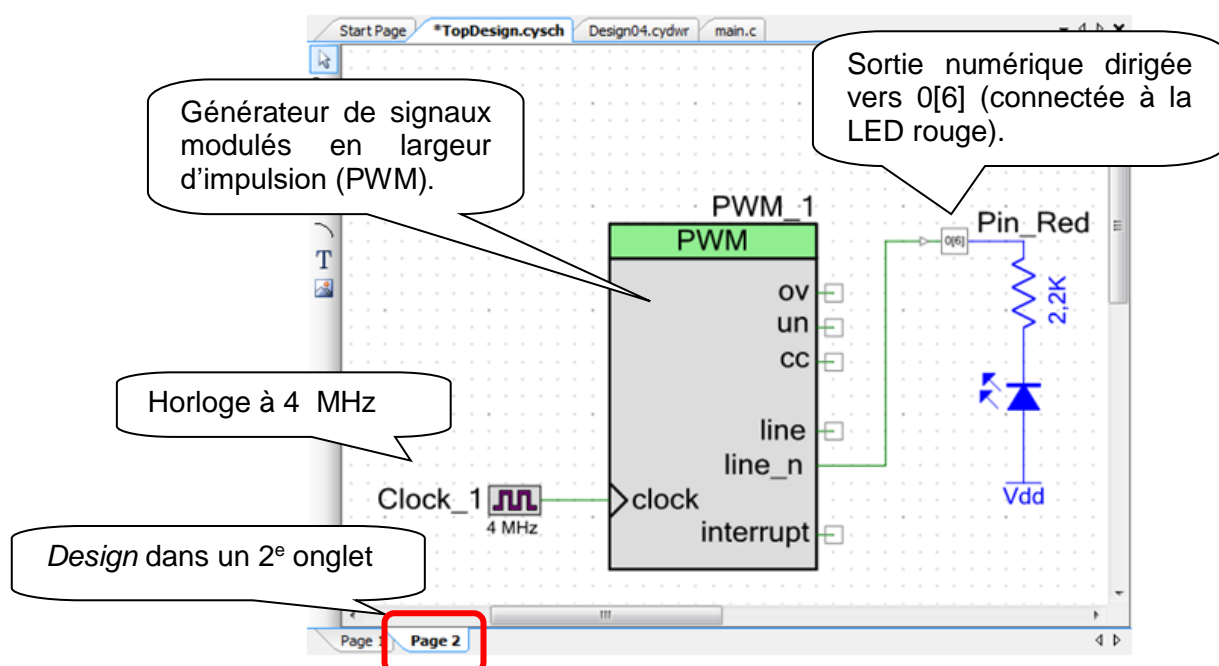 Start Page *TopDesign.cysch Design04.cydwr main.c
Sortie numérique dirigée
vers 0[6] (connectée à la
LED rouge).
Générateur de signaux
modulés en largeur
d'impulsion (PWM).
PWM_1
PWM
Pin_Red
0[6]
T
ov
un
cc
2,2K
Horloge à 4 MHz
line
line_n
Vdd
Clock_1
clock
4 MHz
interrupt
Design dans un 2e onglet
Page 1 Page 2